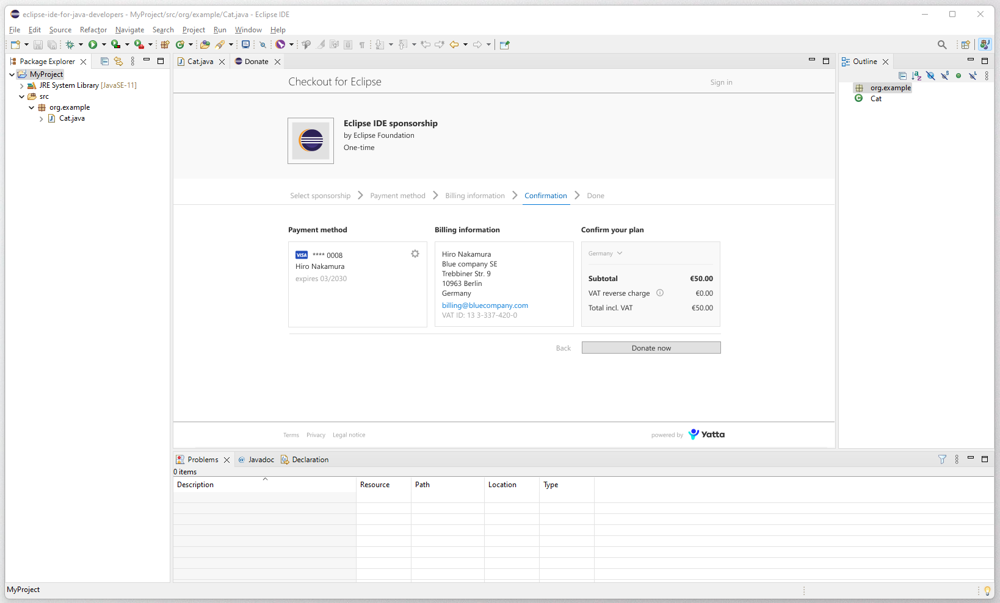 eclipse-ide-for-java-developers - MyProject/src/org/example/Cat.java - Eclipse IDE
File Edit Source Refactor Navigate Search Project Run Window Help
Package Explorer
MyProject
JRE System Library [JavaSE-11]
src
org.example
Cat.java
Cat.java Donate
Checkout for Eclipse Sign in
Eclipse IDE sponsorship
by Eclipse Foundation
One-time
Select sponsorship Payment method Billing information Confirmation Done
Payment method
VISA **** 0008
Hiro Nakamura
expires 03/2030
Billing information
Hiro Nakamura
Blue company SE
Trebbiner Str. 9
10963 Berlin
Germany
billing@bluecompany.com
VAT ID: 13 3-337-420-0
Confirm your plan
Germany
Subtotal €50.00
VAT reverse charge €0.00
Total incl. VAT €50.00
Back Donate now
Terms Privacy Legal notice powered by Yatta
Outline
org.example
Cat
Problems @ Javadoc Declaration
0 items
Description Resource Path Location Type
MyProject